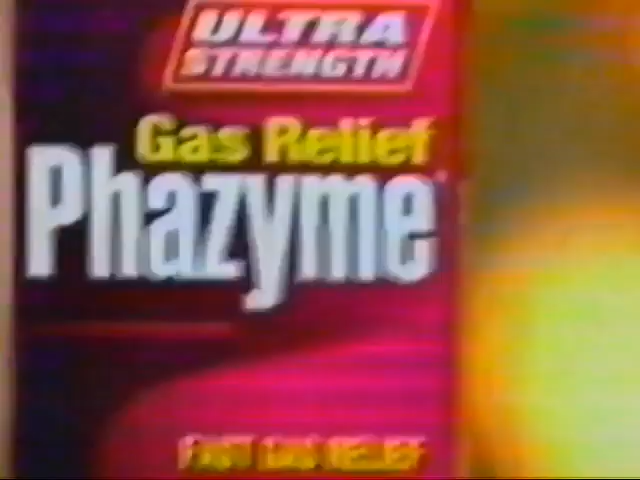 ULTRA
STRENGTH
Gas Relief
Phazyme
FAST GAS RELIEF